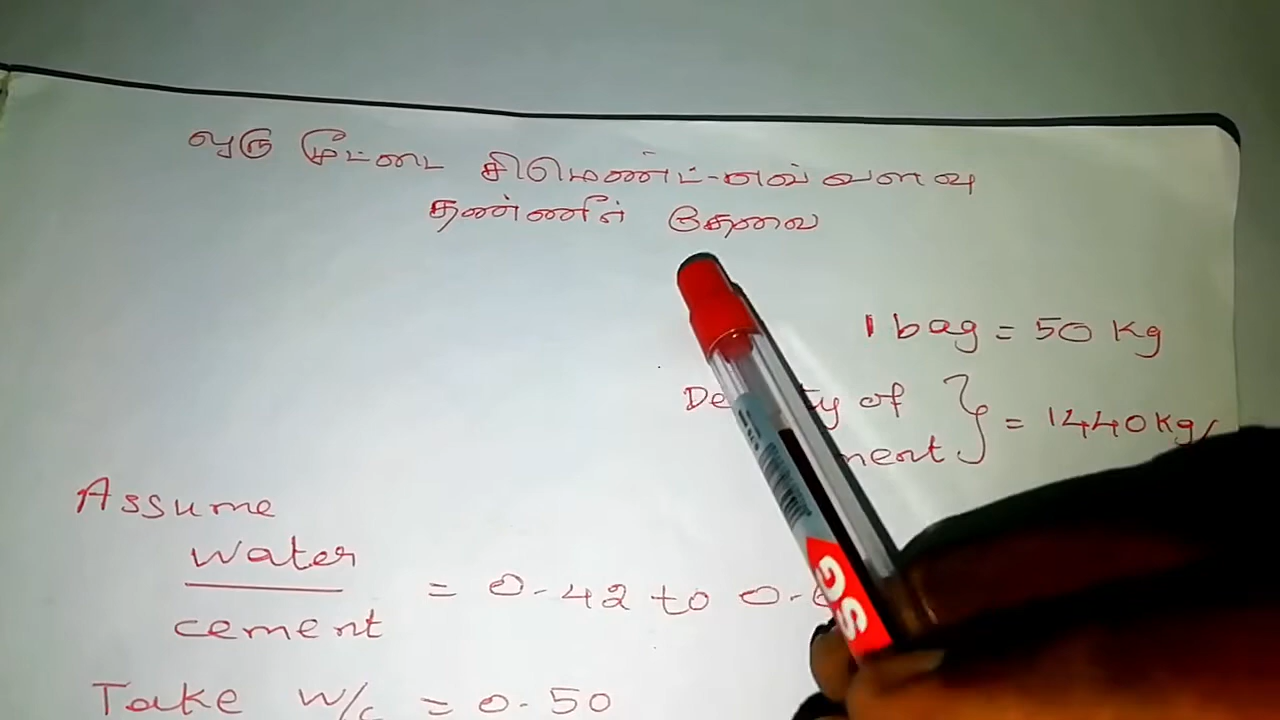 ஒரு மூட்டை சிமெண்ட்-எவ் வளவு
தண்ணீர் தேவை
1 bag = 50 Kg
of } = 1440 Kg/
Assume
water
cement
= 0.42 to
Take W/C = 0.50